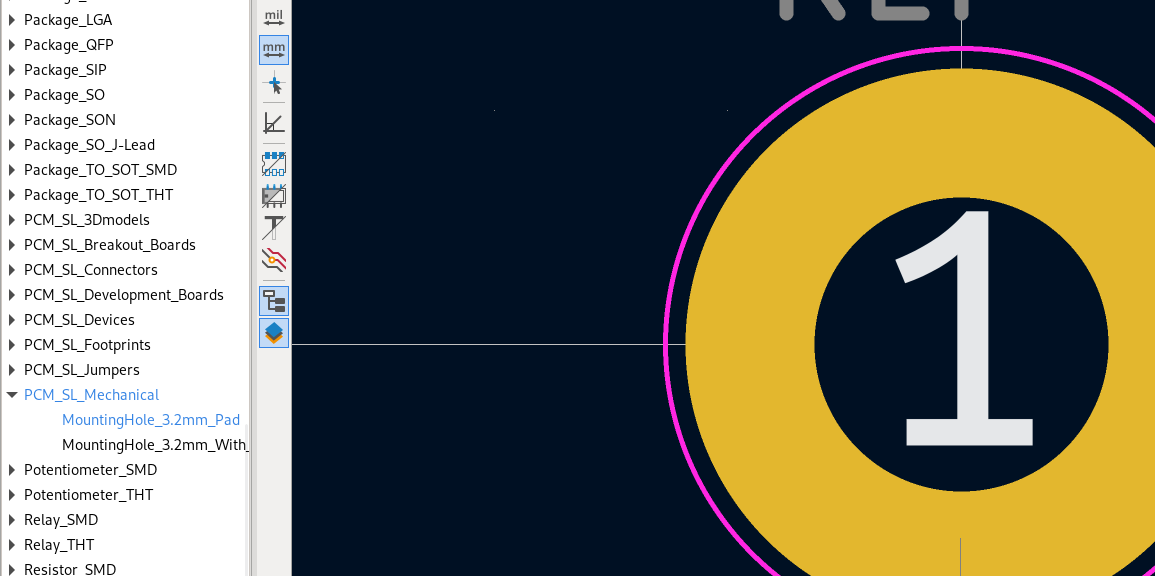 Package_LGA
Package_QFP
Package_SIP
Package_SO
Package_SON
Package_SO_J-Lead
Package_TO_SOT_SMD
Package_TO_SOT_THT
PCM_SL_3Dmodels
PCM_SL_Breakout_Boards
PCM_SL_Connectors
PCM_SL_Development_Boards
PCM_SL_Devices
PCM_SL_Footprints
PCM_SL_Jumpers
PCM_SL_Mechanical
MountingHole_3.2mm_Pad
MountingHole_3.2mm_With_
Potentiometer_SMD
Potentiometer_THT
Relay_SMD
Relay_THT
Resistor_SMD
mil
mm
1